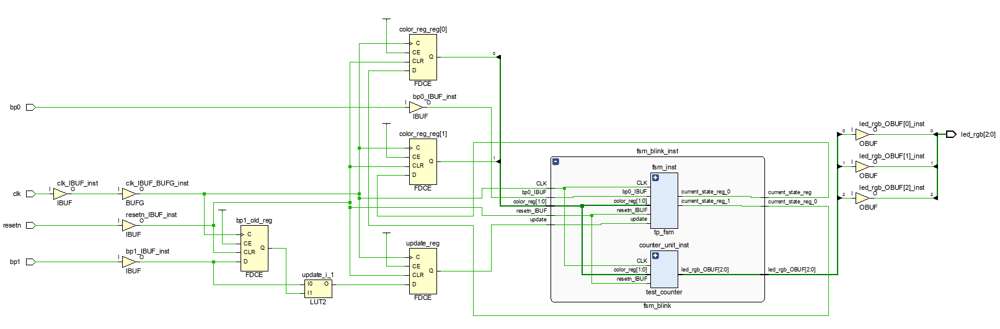 color_reg_reg[0]
C
CE
CLR
D
Q
FDCE
0
bp0
bp0_IBUF_inst
I
O
IBUF
color_reg_reg[1]
C
CE
CLR
D
Q
FDCE
1
clk
clk_IBUF_inst
I
O
IBUF
clk_IBUF_BUFG_inst
I
O
BUFG
resetn
resetn_IBUF_inst
I
O
IBUF
bp1
bp1_IBUF_inst
I
O
IBUF
bp1_old_reg
C
CE
CLR
D
Q
FDCE
update_i_1
I0
I1
O
LUT2
update_reg
C
CE
CLR
D
Q
FDCE
fsm_blink_inst
CLK
bp0_IBUF
color_reg[1:0]
resetn_IBUF
update
fsm_inst
CLK
bp0_IBUF
color_reg[1:0]
resetn_IBUF
update
current_state_reg_0
current_state_reg_1
tp_fsm
current_state_reg
current_state_reg_0
counter_unit_inst
CLK
color_reg[1:0]
resetn_IBUF
led_rgb_OBUF[2:0]
test_counter
led_rgb_OBUF[2:0]
fsm_blink
led_rgb_OBUF[0]_inst
0
I
O
0
OBUF
led_rgb_OBUF[1]_inst
1
I
O
1
OBUF
led_rgb_OBUF[2]_inst
2
I
O
2
OBUF
led_rgb[2:0]